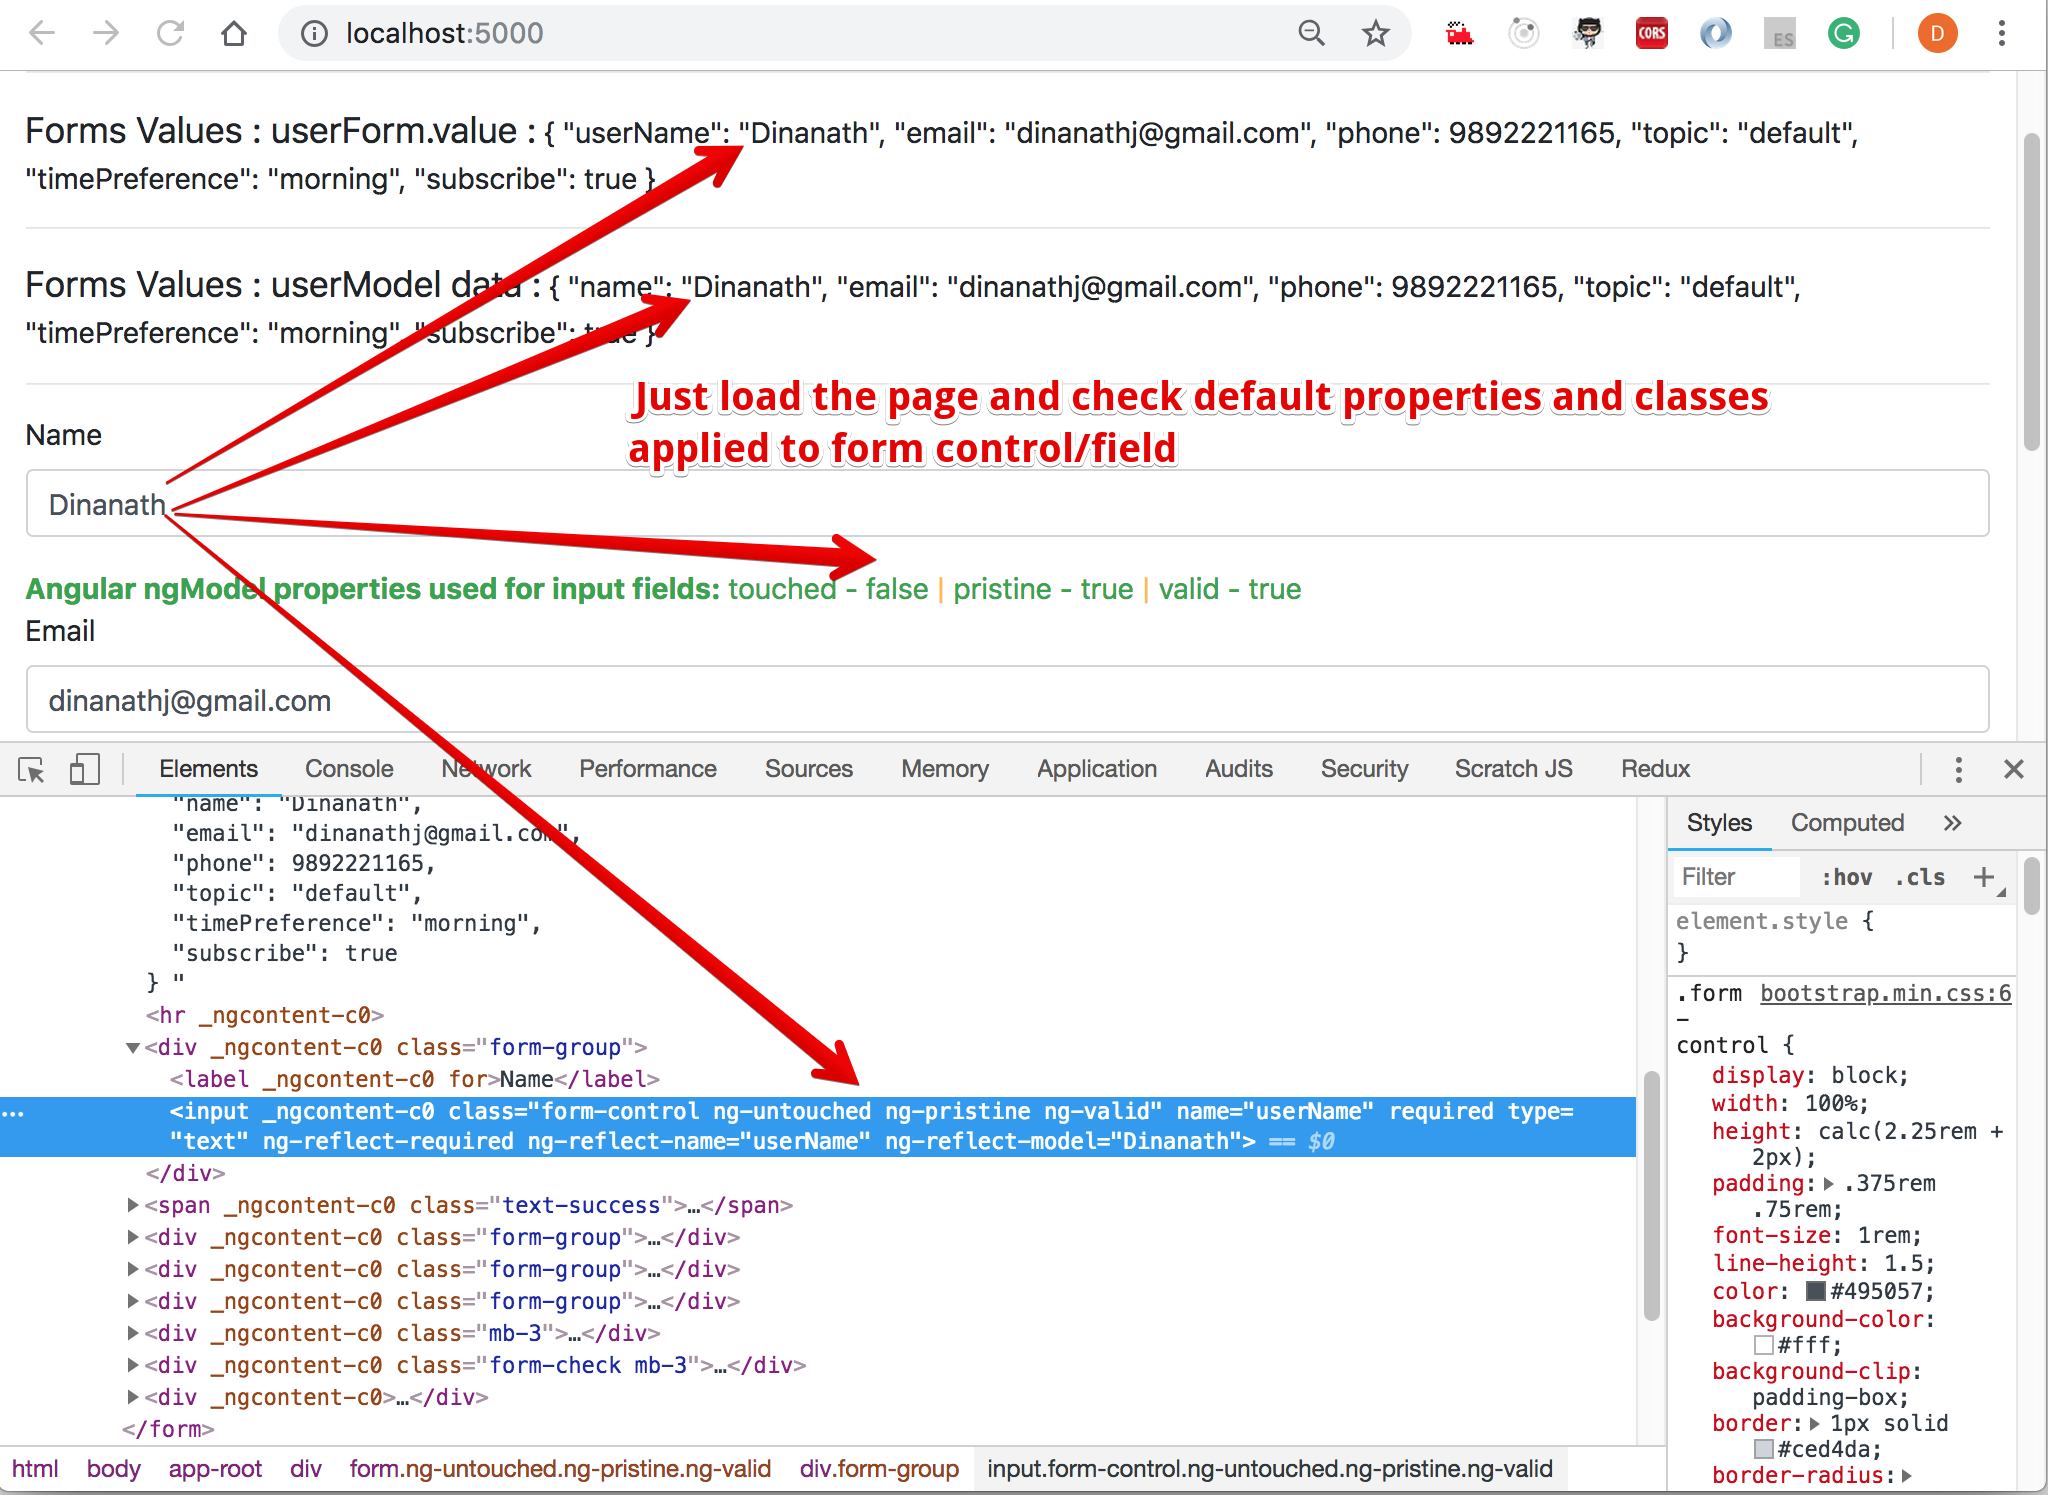 localhost:5000
CORS
ES
G
D
Forms Values : userForm.value : { "userName": "Dinanath", "email": "dinanathj@gmail.com", "phone": 9892221165, "topic": "default",
"timePreference": "morning", "subscribe": true }
Forms Values : userModel data : { "name": "Dinanath", "email": "dinanathj@gmail.com", "phone": 9892221165, "topic": "default",
"timePreference": "morning", "subscribe": true }
Just load the page and check default properties and classes
applied to form control/field
Name
Dinanath
Angular ngModel properties used for input fields: touched - false | pristine - true | valid - true
Email
dinanathj@gmail.com
Elements Console Network Performance Sources Memory Application Audits Security Scratch JS Redux
"name": "Dinanath",
"email": "dinanathj@gmail.com",
"phone": 9892221165,
"topic": "default",
"timePreference": "morning",
"subscribe": true
} "
<hr _ngcontent-c0>
▼<div _ngcontent-c0 class="form-group">
<label _ngcontent-c0 for>Name</label>
… <input _ngcontent-c0 class="form-control ng-untouched ng-pristine ng-valid" name="userName" required type=
"text" ng-reflect-required ng-reflect-name="userName" ng-reflect-model="Dinanath"> == $0
</div>
▶<span _ngcontent-c0 class="text-success">…</span>
▶<div _ngcontent-c0 class="form-group">…</div>
▶<div _ngcontent-c0 class="form-group">…</div>
▶<div _ngcontent-c0 class="form-group">…</div>
▶<div _ngcontent-c0 class="mb-3">…</div>
▶<div _ngcontent-c0 class="form-check mb-3">…</div>
▶<div _ngcontent-c0>…</div>
</form>
html body app-root div form.ng-untouched.ng-pristine.ng-valid div.form-group input.form-control.ng-untouched.ng-pristine.ng-valid
Styles Computed »
Filter :hov .cls +
element.style {
}
.form bootstrap.min.css:6
-
control {
display: block;
width: 100%;
height: calc(2.25rem +
2px);
padding:▶.375rem
.75rem;
font-size: 1rem;
line-height: 1.5;
color: #495057;
background-color:
#fff;
background-clip:
padding-box;
border:▶1px solid
#ced4da;
border-radius:▶